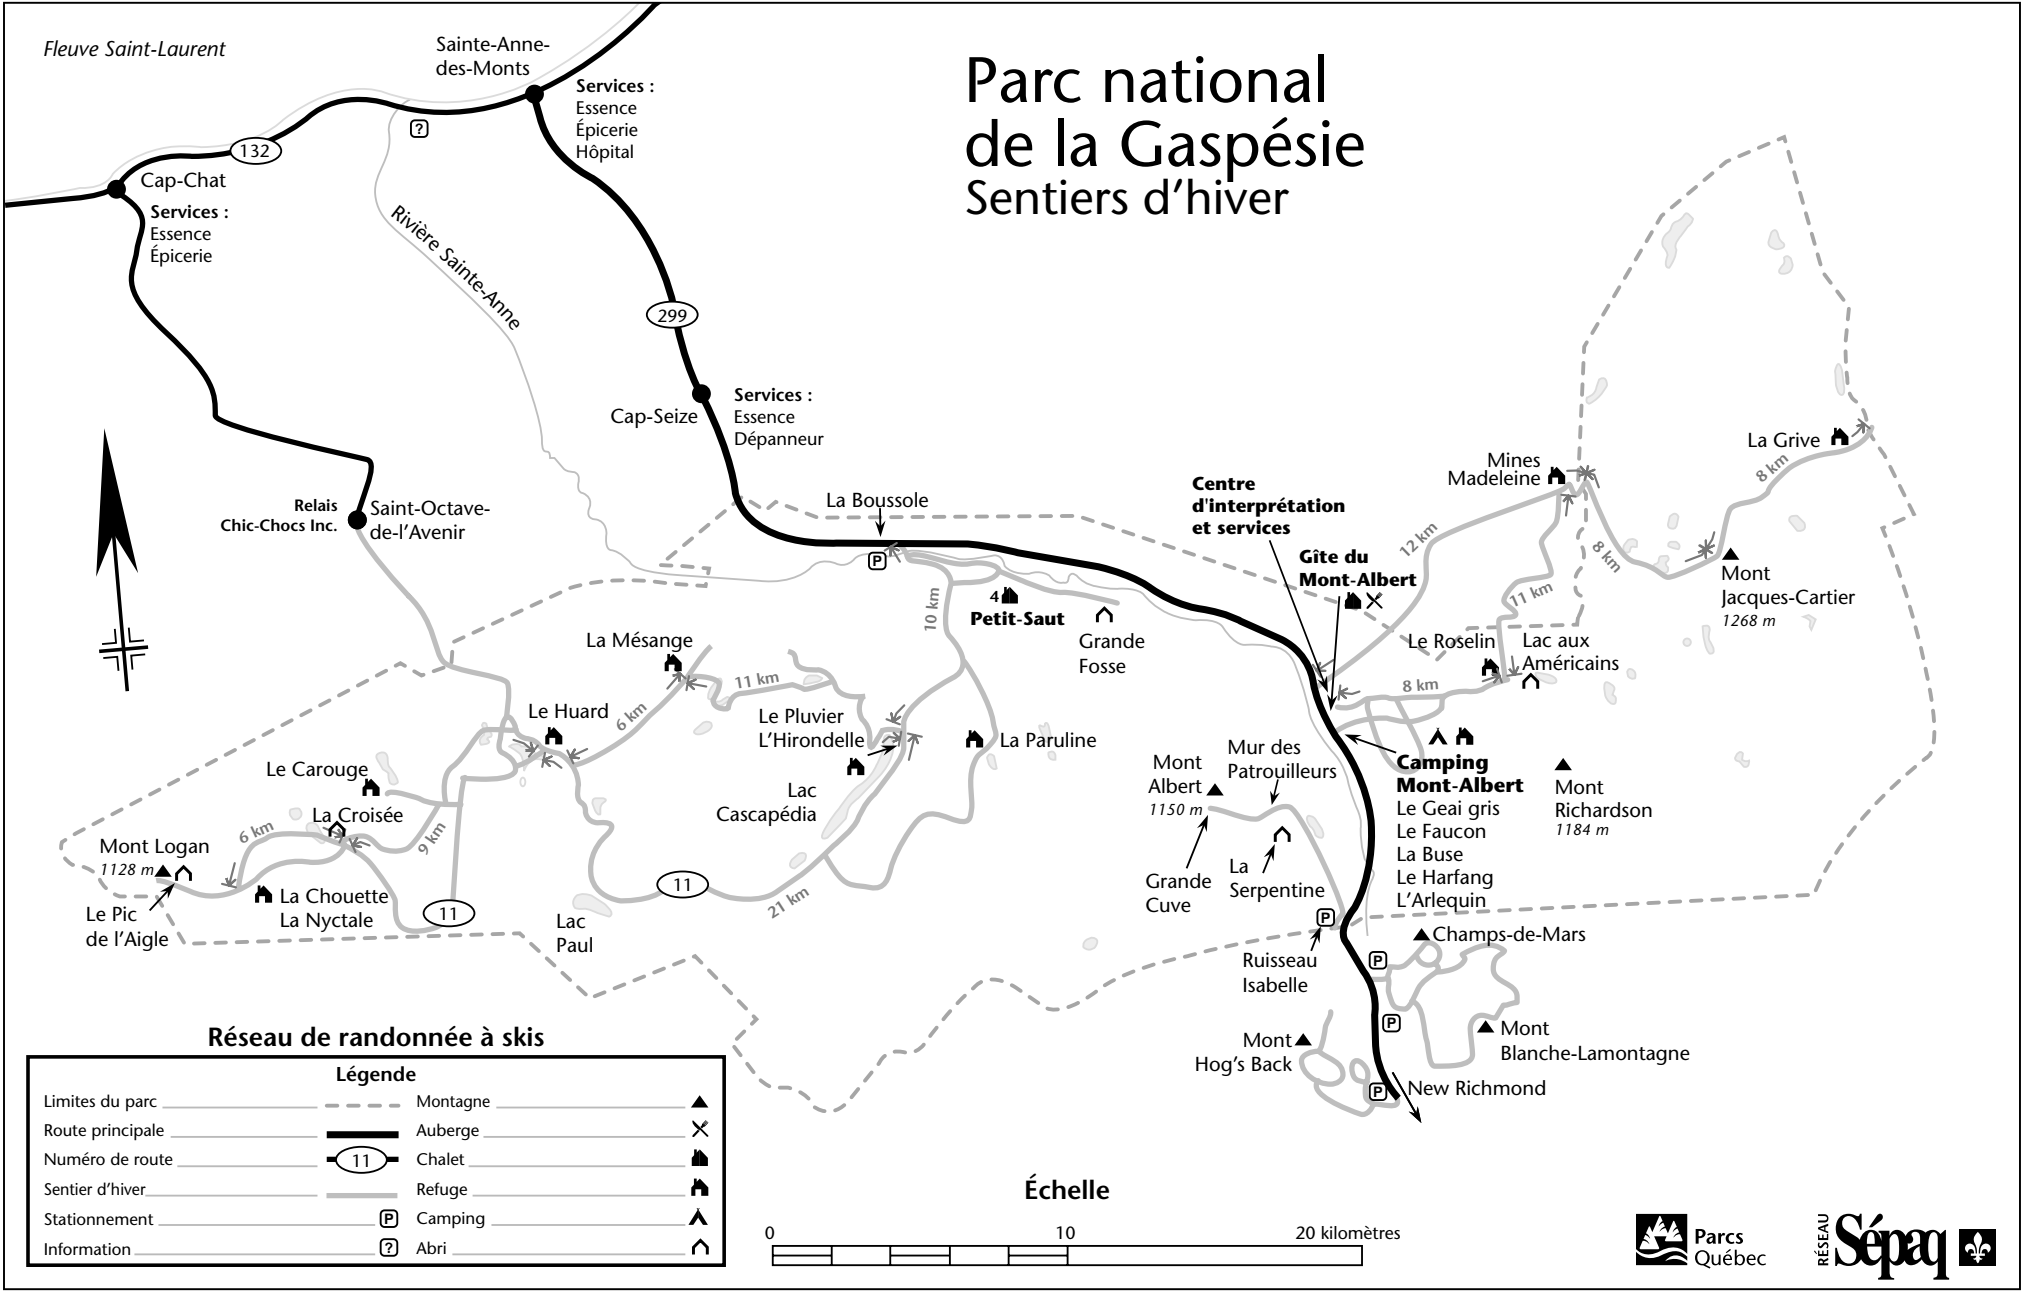 Fleuve Saint-Laurent
Sainte-Anne-
des-Monts
Services :
Essence
Épicerie
Hôpital
Parc national
de la Gaspésie
Sentiers d'hiver
132
?
Cap-Chat
Services :
Essence
Épicerie
Rivière Sainte-Anne
299
Cap-Seize
Services :
Essence
Dépanneur
Relais
Chic-Chocs Inc.
Saint-Octave-
de-l'Avenir
La Boussole
P
Centre
d'interprétation
et services
Gîte du
Mont-Albert
Mines
Madeleine
La Grive
8 km
12 km
8 km
11 km
Mont
Jacques-Cartier
1268 m
4
Petit-Saut
Grande
Fosse
10 km
Le Roselin
Lac aux
Américains
8 km
La Mésange
11 km
Le Huard
6 km
Le Pluvier
L'Hirondelle
La Paruline
Lac
Cascapédia
Mur des
Patrouilleurs
Mont
Albert
1150 m
Camping
Mont-Albert
Le Geai gris
Le Faucon
La Buse
Le Harfang
L'Arlequin
Mont
Richardson
1184 m
Le Carouge
La Croisée
6 km
9 km
Mont Logan
1128 m
La Chouette
La Nyctale
Le Pic
de l'Aigle
11
11
21 km
Lac
Paul
Grande
Cuve
La
Serpentine
P
Ruisseau
Isabelle
Champs-de-Mars
P
P
Mont
Hog's Back
Mont
Blanche-Lamontagne
P
New Richmond
Réseau de randonnée à skis
Légende
Limites du parc
Route principale
Numéro de route
11
Sentier d'hiver
Stationnement
P
Information
?
Montagne
Auberge
Chalet
Refuge
Camping
Abri
Échelle
0
10
20 kilomètres
Parcs
Québec
RÉSEAU
Sépaq